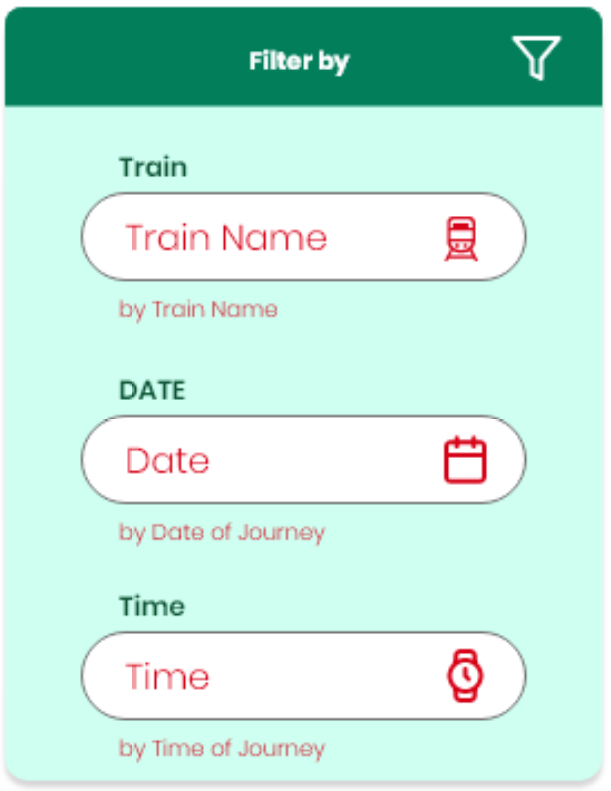 Filter by
Train
Train Name
by Train Name
DATE
Date
by Date of Journey
Time
Time
by Time of Journey